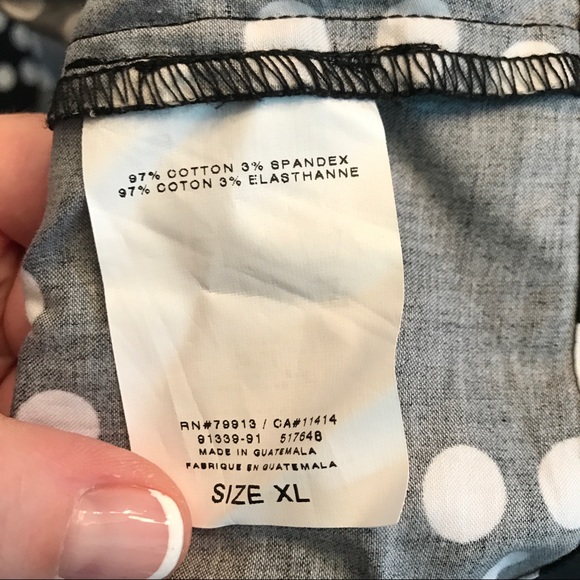 97% COTTON 3% SPANDEX
97% COTON 3% ELASTHANNE
RN#79913 / CA#11414
91339-91 517648
MADE IN GUATEMALA
FABRIQUE EN GUATEMALA
SIZE XL